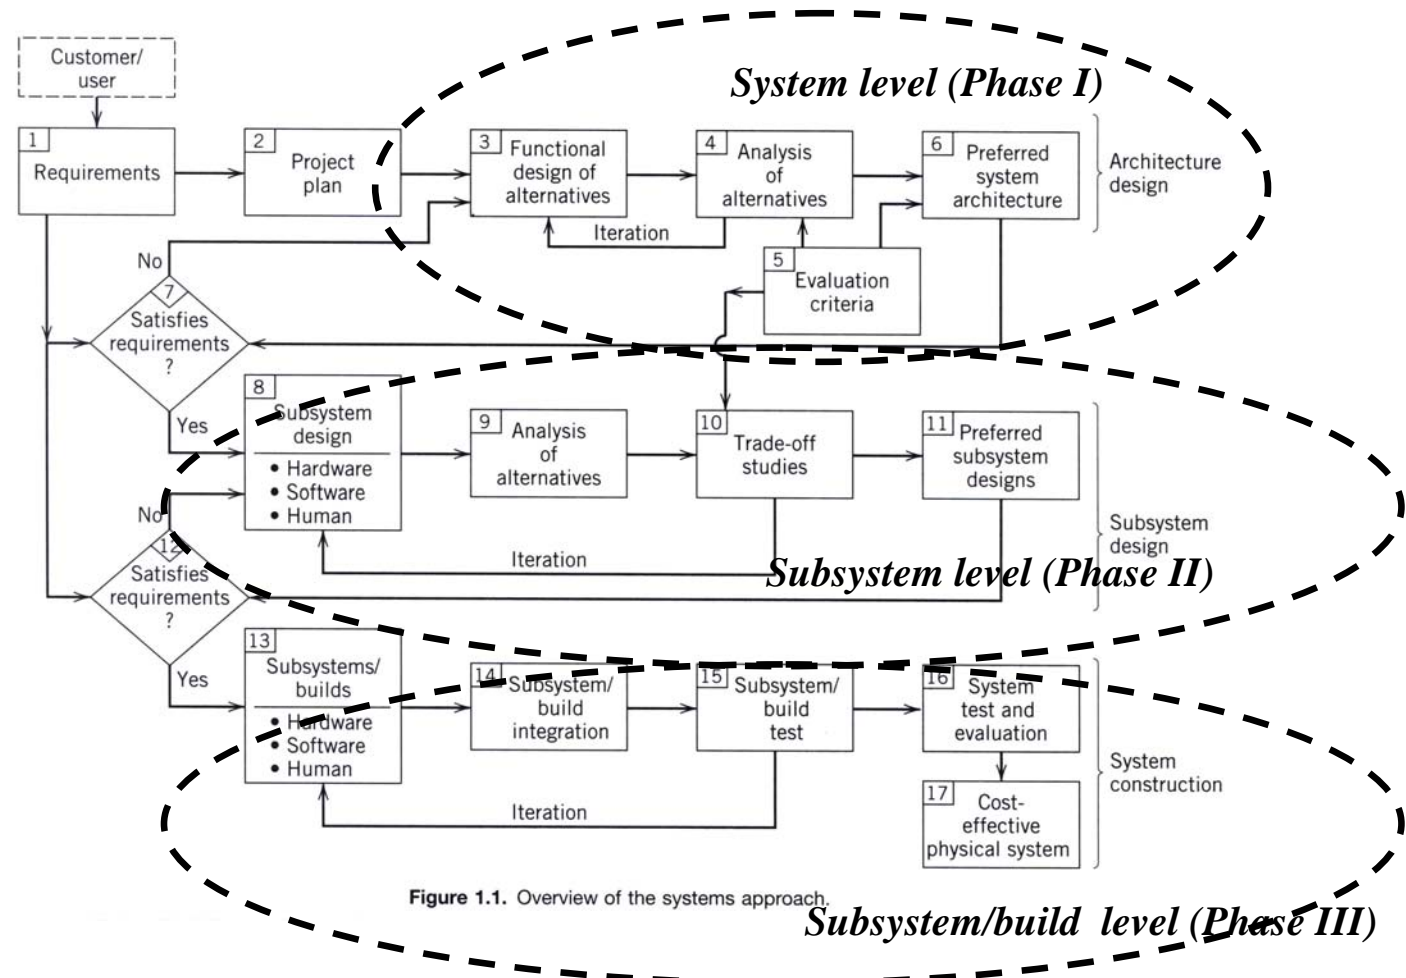 Customer/
user
System level (Phase I)
1
Requirements
2
Project
plan
3
Functional
design of
alternatives
4
Analysis
of
alternatives
6
Preferred
system
architecture
Architecture
design
Iteration
5
Evaluation
criteria
No
7
Satisfies
requirements
?
Yes
8
Subsystem
design
• Hardware
• Software
• Human
9
Analysis
of
alternatives
10
Trade-off
studies
11
Preferred
subsystem
designs
Subsystem
design
Iteration
Subsystem level (Phase II)
No
12
Satisfies
requirements
?
Yes
13
Subsystems/
builds
• Hardware
• Software
• Human
14
Subsystem/
build
integration
15
Subsystem/
build
test
16
System
test and
evaluation
System
construction
17
Cost-
effective
physical system
Iteration
Figure 1.1. Overview of the systems approach.
Subsystem/build level (Phase III)